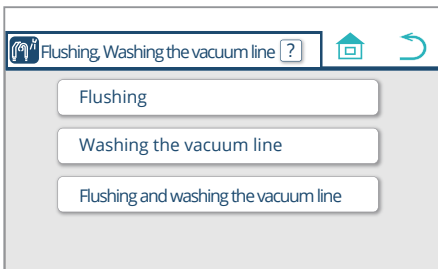 Flushing, Washing the vacuum line ?
Flushing
Washing the vacuum line
Flushing and washing the vacuum line